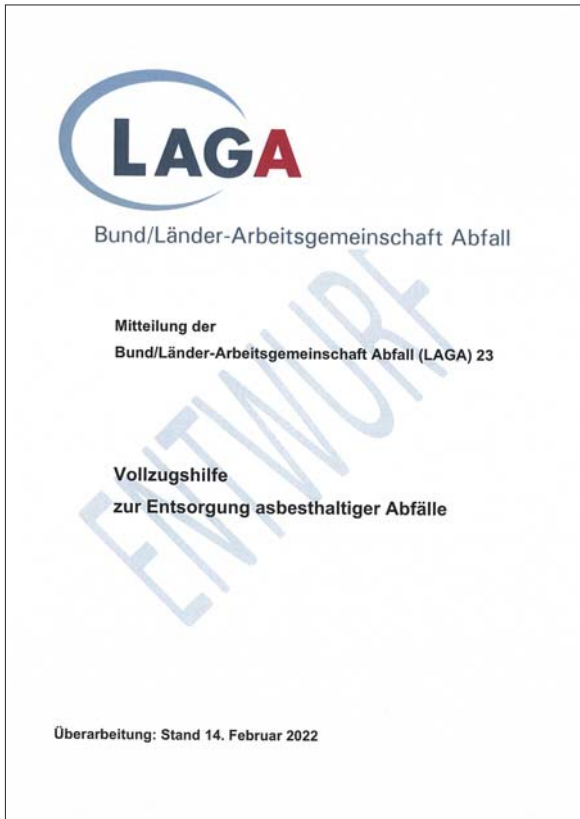 LAGA
Bund/Länder-Arbeitsgemeinschaft Abfall
Mitteilung der
Bund/Länder-Arbeitsgemeinschaft Abfall (LAGA) 23
ENTWURF
Vollzugshilfe
zur Entsorgung asbesthaltiger Abfälle
Überarbeitung: Stand 14. Februar 2022